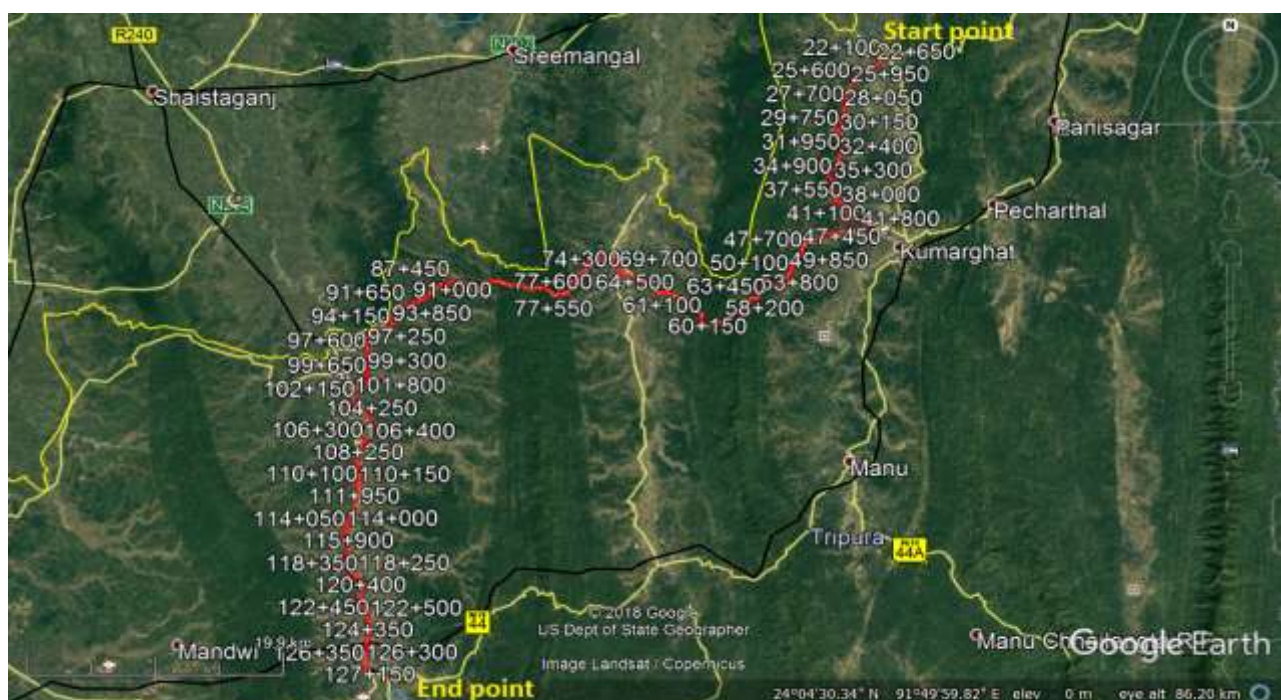 Start point
R240
Sreemangal
22+100 22+650
25+600 25+950
Shaistaganj
27+700 28+050
29+750 30+150
Panisagar
31+950 32+400
34+900 35+300
37+550 38+000
Pecharthal
41+100 41+800
47+700 47+450
Kumarghat
74+300 69+700 50+100 49+850
87+450
77+600 64+500 63+450 53+800
91+650 91+000
77+550 61+100 58+200
94+150 93+850
60+150
97+600 97+250
99+650 99+300
102+150 101+800
104+250
106+300 106+400
108+250
Manu
110+100 110+150
111+950
114+050 114+000
115+900
Tripura
44A
118+350 118+250
120+400
122+450 122+500
44
© 2018 Google
124+350
US Dept of State Geographer
Manu
Mandwi 19.9 km
126+350 126+300
Google Earth
Image Landsat / Copernicus
127+150
End point
24°04'30.34" N 91°49'59.82" E elev 0 m eye alt 86.20 km